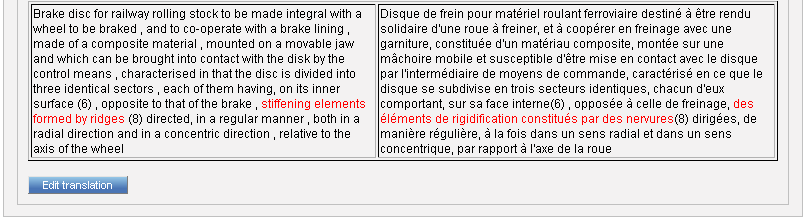 Brake disc for railway rolling stock to be made integral with a
wheel to be braked , and to co-operate with a brake lining ,
made of a composite material , mounted on a movable jaw
and which can be brought into contact with the disk by the
control means , characterised in that the disc is divided into
three identical sectors , each of them having, on its inner
surface (6) , opposite to that of the brake , stiffening elements
formed by ridges (8) directed, in a regular manner , both in a
radial direction and in a concentric direction , relative to the
axis of the wheel
Disque de frein pour matériel roulant ferroviaire destiné à être rendu
solidaire d'une roue à freiner, et à coopérer en freinage avec une
garniture, constituée d'un matériau composite, montée sur une
mâchoire mobile et susceptible d'être mise en contact avec le disque
par l'intermédiaire de moyens de commande, caractérisé en ce que le
disque se subdivise en trois secteurs identiques, chacun d'eux
comportant, sur sa face interne(6) , opposée à celle de freinage, des
éléments de rigidification constitués par des nervures(8) dirigées, de
manière régulière, à la fois dans un sens radial et dans un sens
concentrique, par rapport à l'axe de la roue
Edit translation